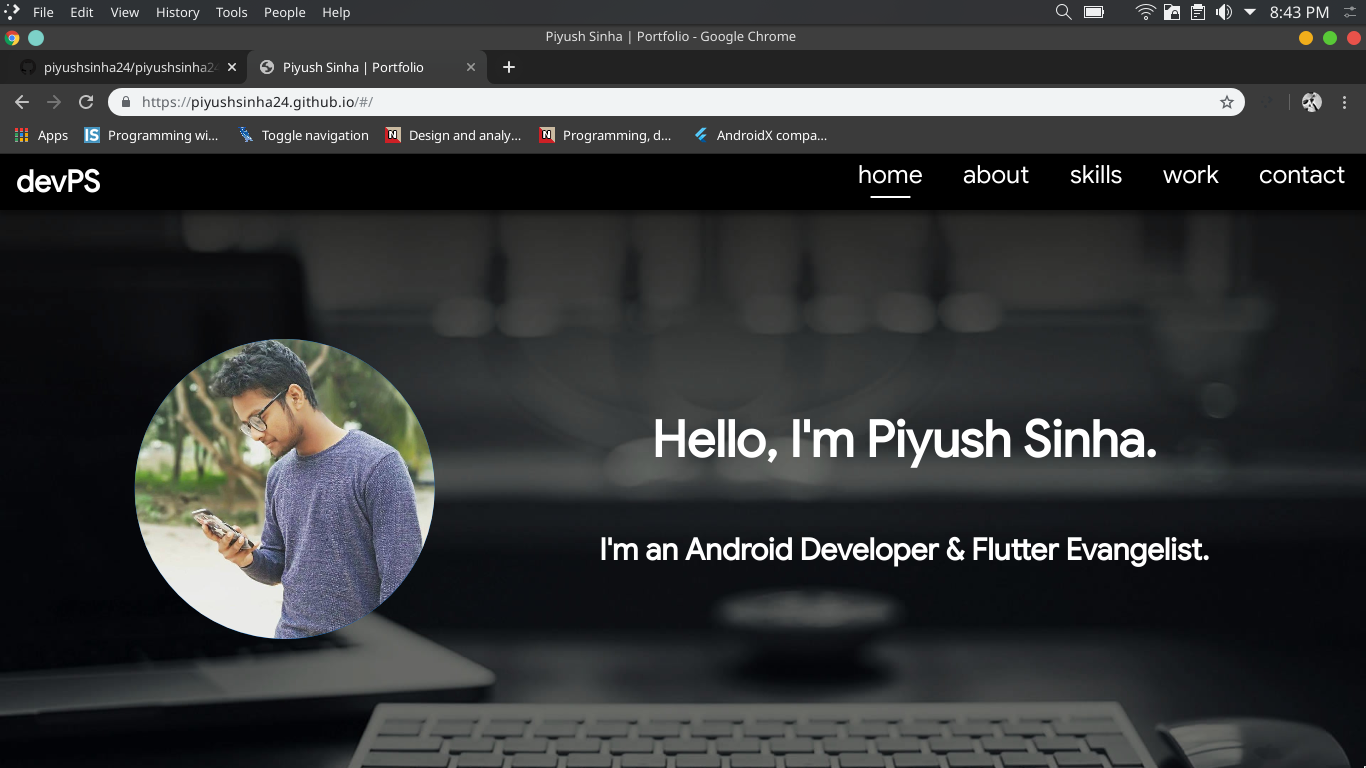 File Edit View History Tools People Help 8:43 PM
Piyush Sinha | Portfolio - Google Chrome
piyushsinha24/piyushsinha24 Piyush Sinha | Portfolio
https://piyushsinha24.github.io/#/
Apps IS Programming wi... Toggle navigation N Design and analy... N Programming, d... AndroidX compa...
devPS home about skills work contact
Hello, I'm Piyush Sinha.
I'm an Android Developer & Flutter Evangelist.